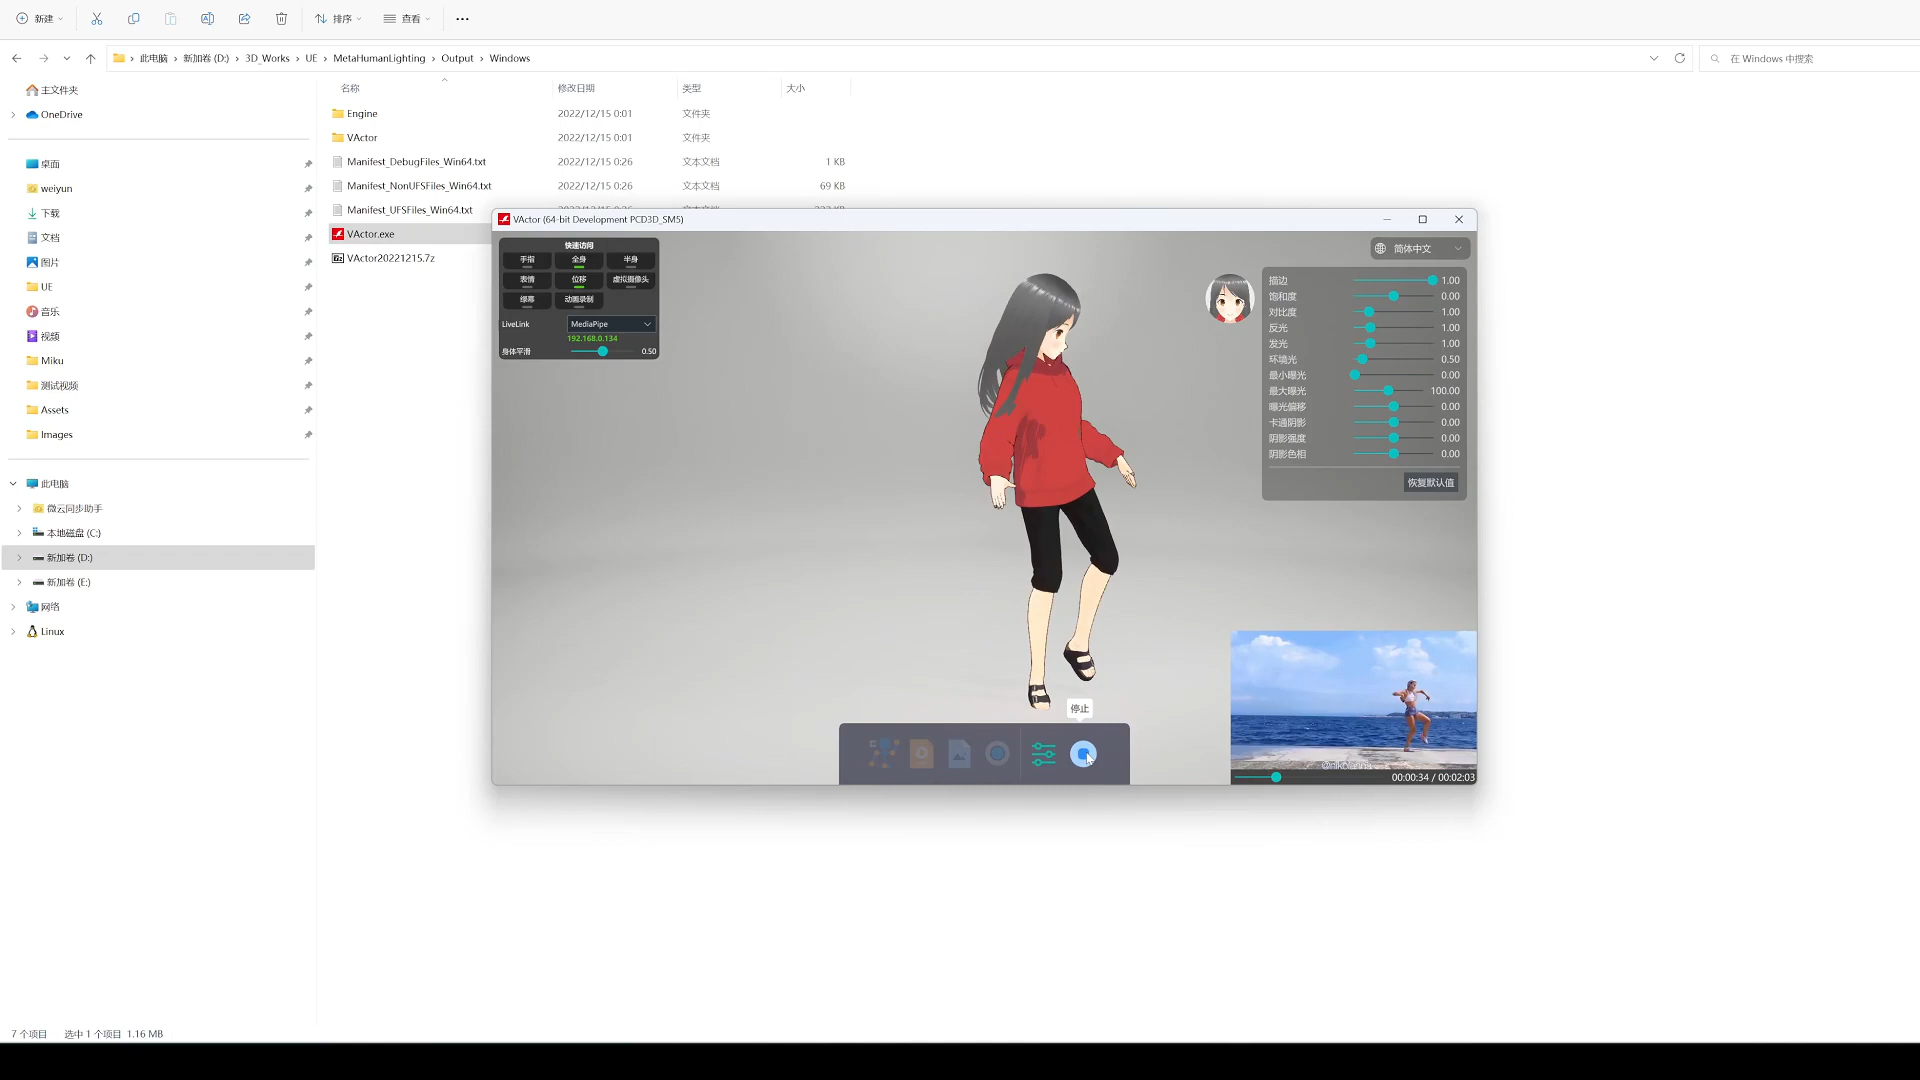 新建
排序
查看
此电脑 › 新加卷 (D:) › 3D_Works › UE › MetaHumanLighting › Output › Windows
在 Windows 中搜索
主文件夹
OneDrive
桌面
weiyun
下载
文档
图片
UE
音乐
视频
Miku
测试视频
Assets
Images
此电脑
微云同步助手
本地磁盘 (C:)
新加卷 (D:)
新加卷 (E:)
网络
Linux
名称 修改日期 类型 大小
Engine 2022/12/15 0:01 文件夹
VActor 2022/12/15 0:01 文件夹
Manifest_DebugFiles_Win64.txt 2022/12/15 0:26 文本文档 1 KB
Manifest_NonUFSFiles_Win64.txt 2022/12/15 0:26 文本文档 69 KB
Manifest_UFSFiles_Win64.txt
VActor.exe
VActor20221215.7z
VActor (64-bit Development PCD3D_SM5)
快速访问
手指 全身 半身
表情 位移 虚拟摄像头
绿幕 动画录制
LiveLink MediaPipe
192.168.0.134
身体平滑 0.50
简体中文
描边 1.00
饱和度 0.00
对比度 1.00
反光 1.00
发光 1.00
环境光 0.50
最小曝光 0.00
最大曝光 100.00
曝光偏移 0.00
卡通阴影 0.00
阴影强度 0.00
阴影色相 0.00
恢复默认值
停止
00:00:34 / 00:02:03
7 个项目 选中 1 个项目 1.16 MB